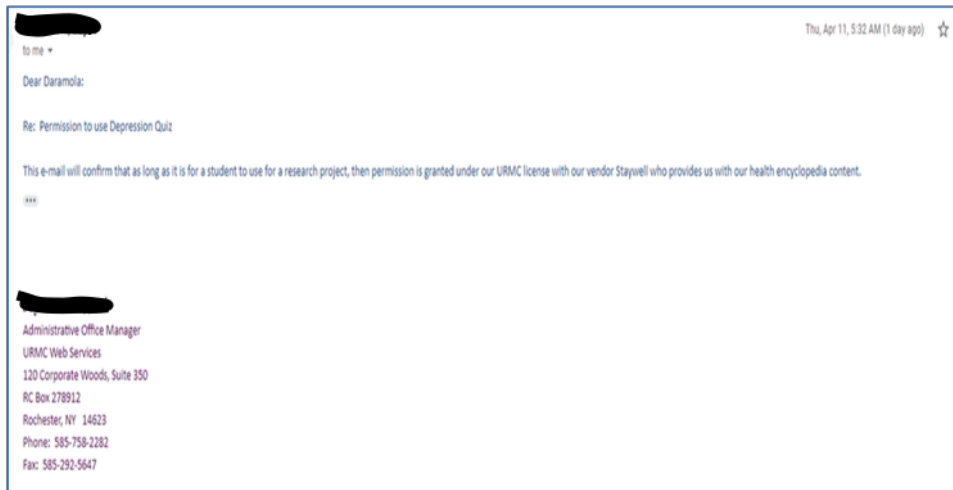 Thu, Apr 11, 5:32 AM (1 day ago)
to me
Dear Daramola:
Re: Permission to use Depression Quiz
This e-mail will confirm that as long as it is for a student to use for a research project, then permission is granted under our URMC license with our vendor Staywell who provides us with our health encyclopedia content.
...
Administrative Office Manager
URMC Web Services
120 Corporate Woods, Suite 350
RC Box 278912
Rochester, NY 14623
Phone: 585-758-2282
Fax: 585-292-5647